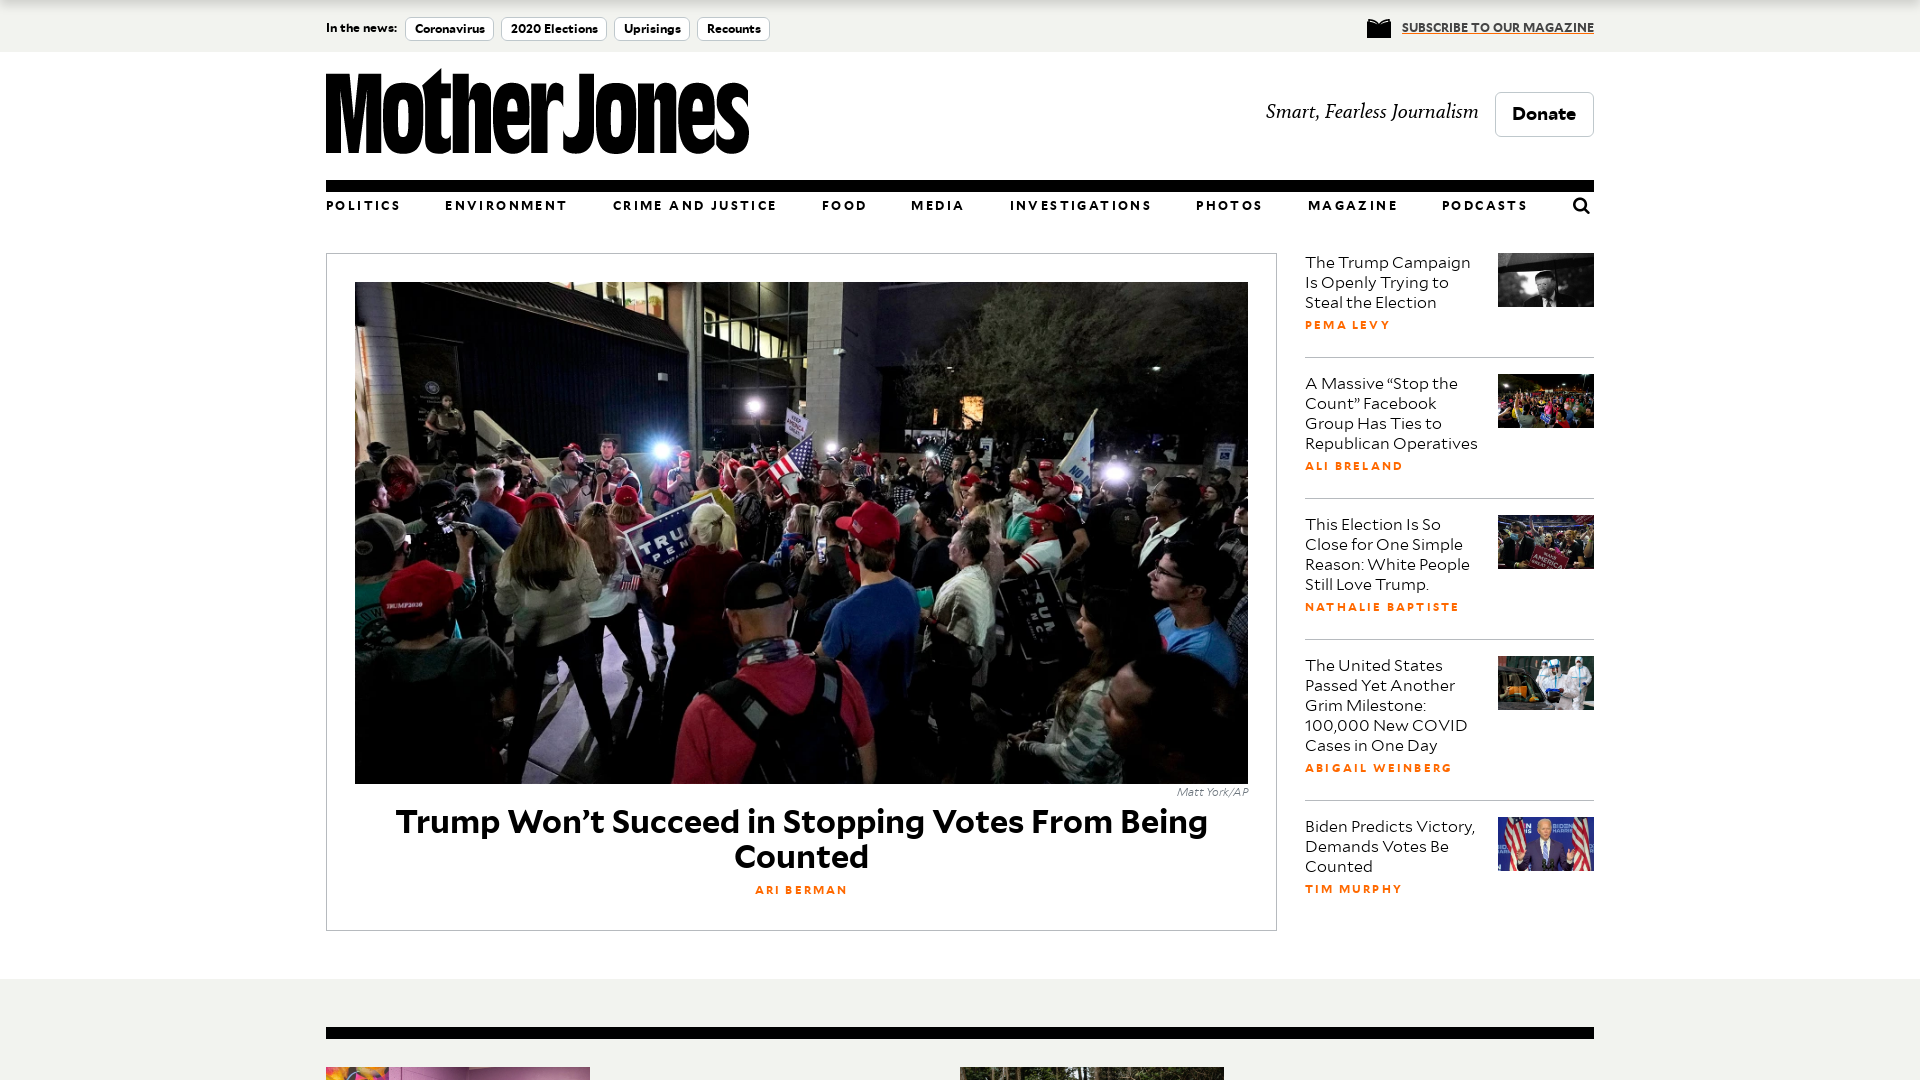 In the news:
Coronavirus
2020 Elections
Uprisings
Recounts
SUBSCRIBE TO OUR MAGAZINE
Mother Jones
Smart, Fearless Journalism
Donate
POLITICS
ENVIRONMENT
CRIME AND JUSTICE
FOOD
MEDIA
INVESTIGATIONS
PHOTOS
MAGAZINE
PODCASTS
TRUMP2020
TRUMP
Matt York/AP
Trump Won’t Succeed in Stopping Votes From Being
Counted
ARI BERMAN
The Trump Campaign
Is Openly Trying to
Steal the Election
PEMA LEVY
A Massive “Stop the
Count” Facebook
Group Has Ties to
Republican Operatives
ALI BRELAND
This Election Is So
Close for One Simple
Reason: White People
Still Love Trump.
NATHALIE BAPTISTE
The United States
Passed Yet Another
Grim Milestone:
100,000 New COVID
Cases in One Day
ABIGAIL WEINBERG
Biden Predicts Victory,
Demands Votes Be
Counted
TIM MURPHY